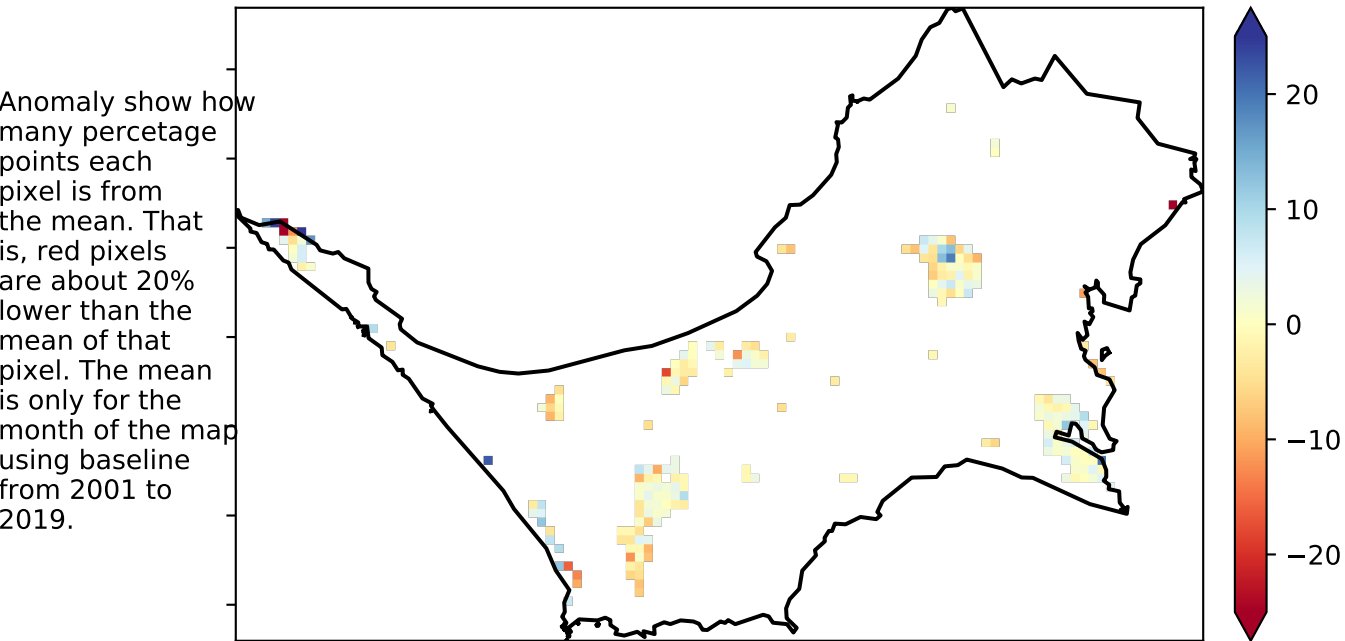 Anomaly show how
many percetage
points each
pixel is from
the mean. That
is, red pixels
are about 20%
lower than the
mean of that
pixel. The mean
is only for the
month of the map
using baseline
from 2001 to
2019.
20
10
0
−10
−20